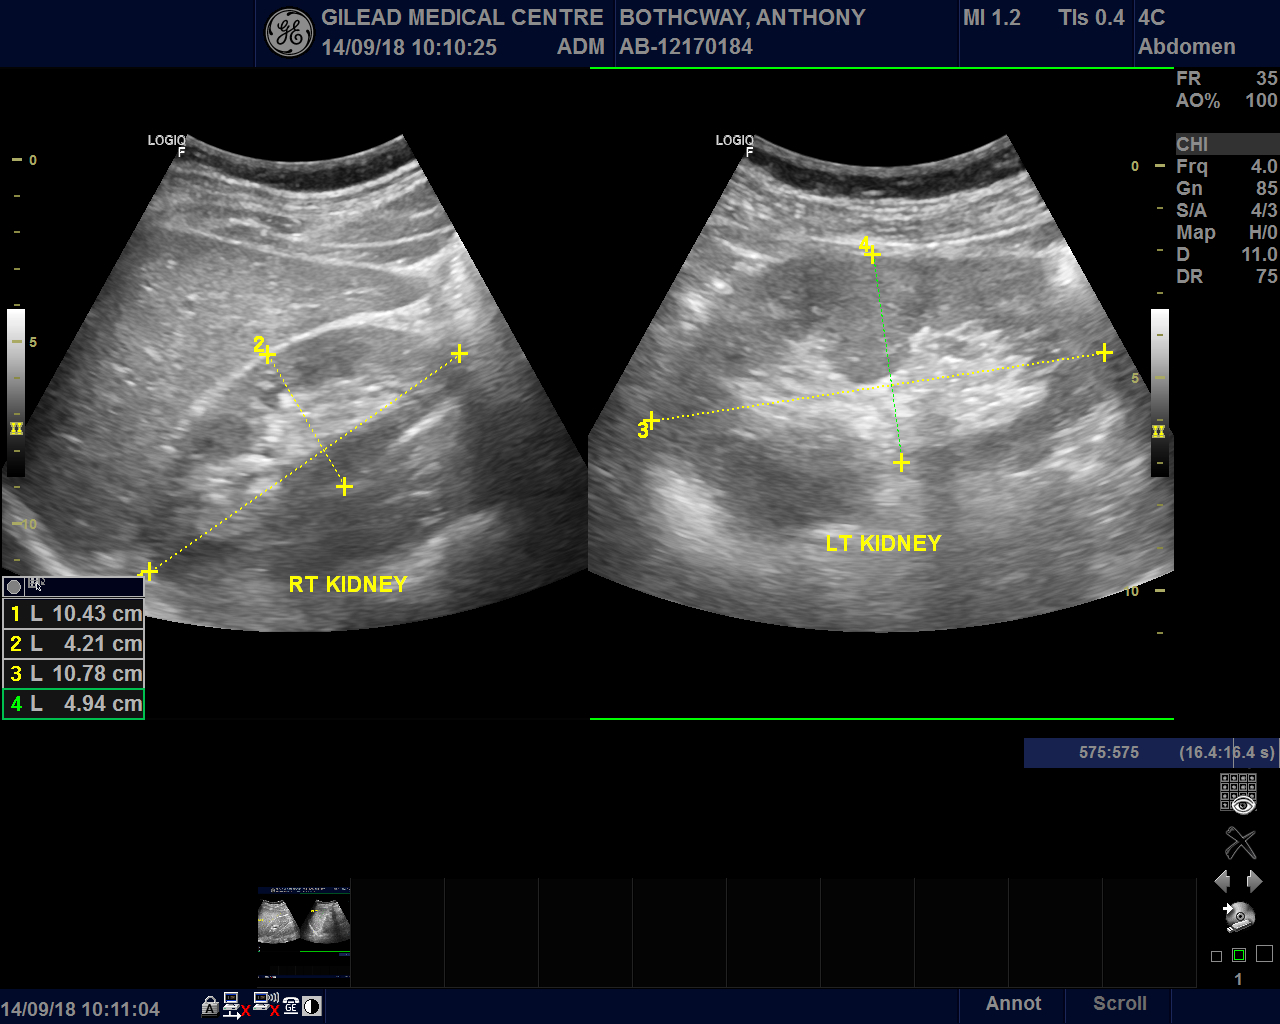 GILEAD MEDICAL CENTRE
14/09/18 10:10:25 ADM
BOTHCWAY, ANTHONY
AB-12170184
MI 1.2 TIs 0.4
4C
Abdomen
FR 35
AO% 100
CHI
Frq 4.0
Gn 85
S/A 4/3
Map H/0
D 11.0
DR 75
LOGIQ
F
0
5
10
2
RT KIDNEY
LOGIQ
F
0
5
10
4
3
LT KIDNEY
1 L 10.43 cm
2 L 4.21 cm
3 L 10.78 cm
4 L 4.94 cm
575:575 (16.4:16.4 s)
1
14/09/18 10:11:04
A
GE
Annot
Scroll